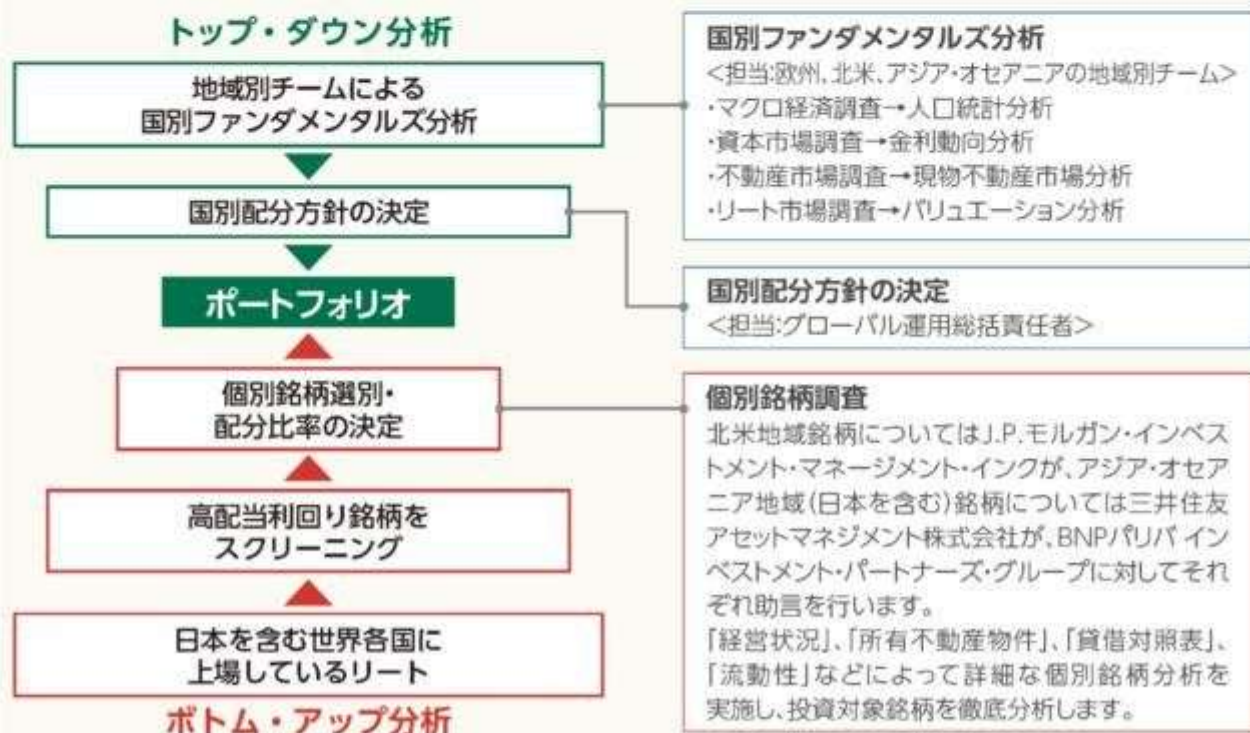 トップ・ダウン分析
地域別チームによる
国別ファンダメンタルズ分析
国別配分方針の決定
ポートフォリオ
個別銘柄選別・
配分比率の決定
高配当利回り銘柄を
スクリーニング
日本を含む世界各国に
上場しているリート
ボトム・アップ分析
国別ファンダメンタルズ分析
<担当:欧州、北米、アジア・オセアニアの地域別チーム>
・マクロ経済調査→人口統計分析
・資本市場調査→金利動向分析
・不動産市場調査→現物不動産市場分析
・リート市場調査→バリュエーション分析
国別配分方針の決定
<担当:グローバル運用総括責任者>
個別銘柄調査
北米地域銘柄についてはJ.P.モルガン・インベス
トメント・マネージメント・インクが、アジア・オセア
ニア地域(日本を含む)銘柄については三井住友
アセットマネジメント株式会社が、BNPパリバ イン
ベストメント・パートナーズ・グループに対してそれ
ぞれ助言を行います。
「経営状況」、「所有不動産物件」、「貸借対照表」、
「流動性」などによって詳細な個別銘柄分析を
実施し、投資対象銘柄を徹底分析します。